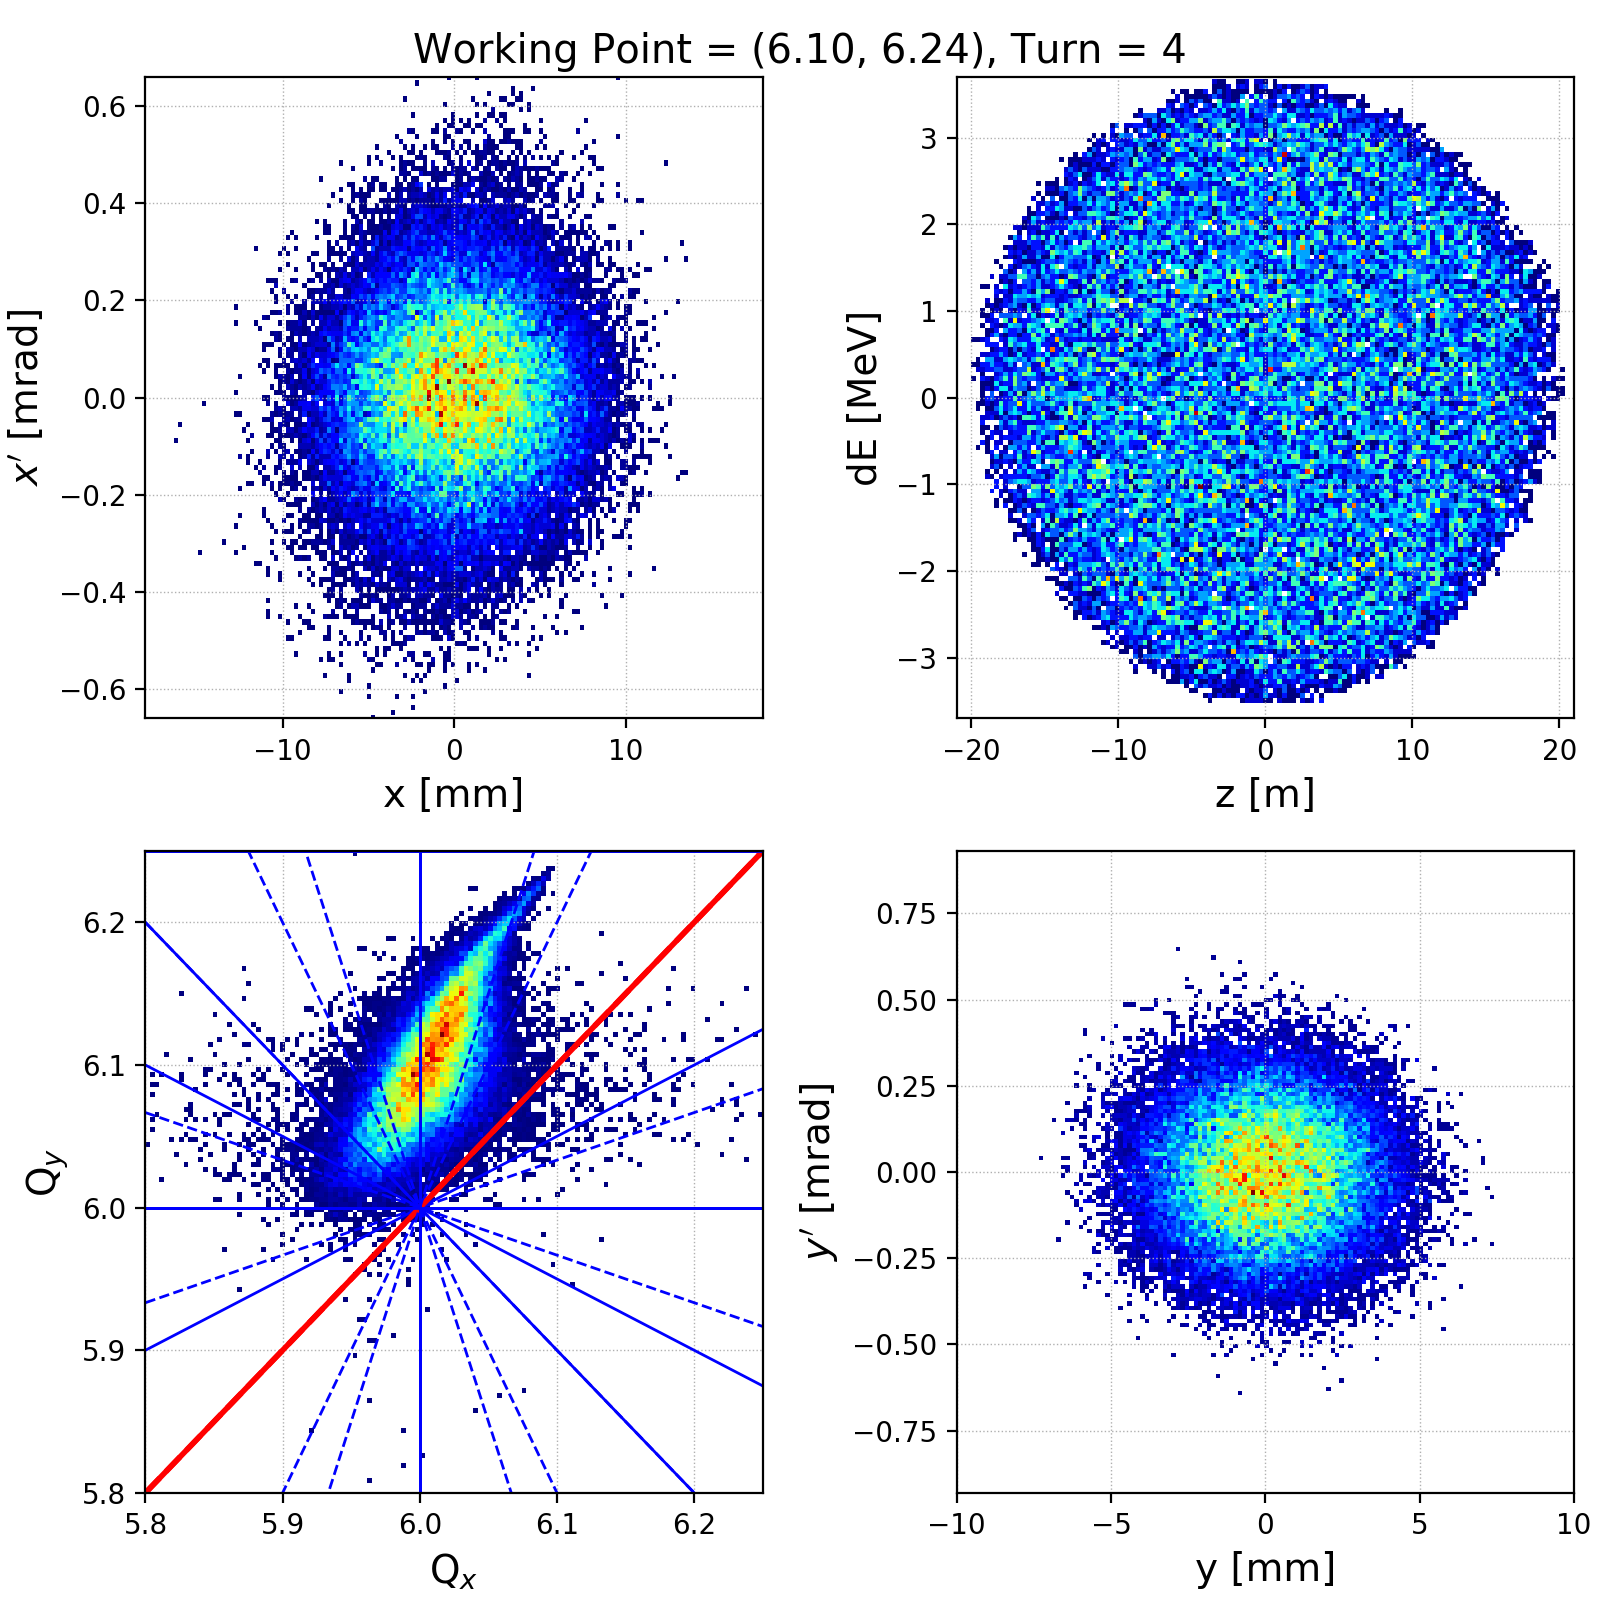 Working Point = (6.10, 6.24), Turn = 4
0.6
0.4
0.2
0.0
−0.2
−0.4
−0.6
x′ [mrad]
−10 0 10
x [mm]
3
2
1
0
−1
−2
−3
dE [MeV]
−20 −10 0 10 20
z [m]
6.2
6.1
6.0
5.9
5.8
Qy
5.8 5.9 6.0 6.1 6.2
Qx
0.75
0.50
0.25
0.00
−0.25
−0.50
−0.75
y′ [mrad]
−10 −5 0 5 10
y [mm]